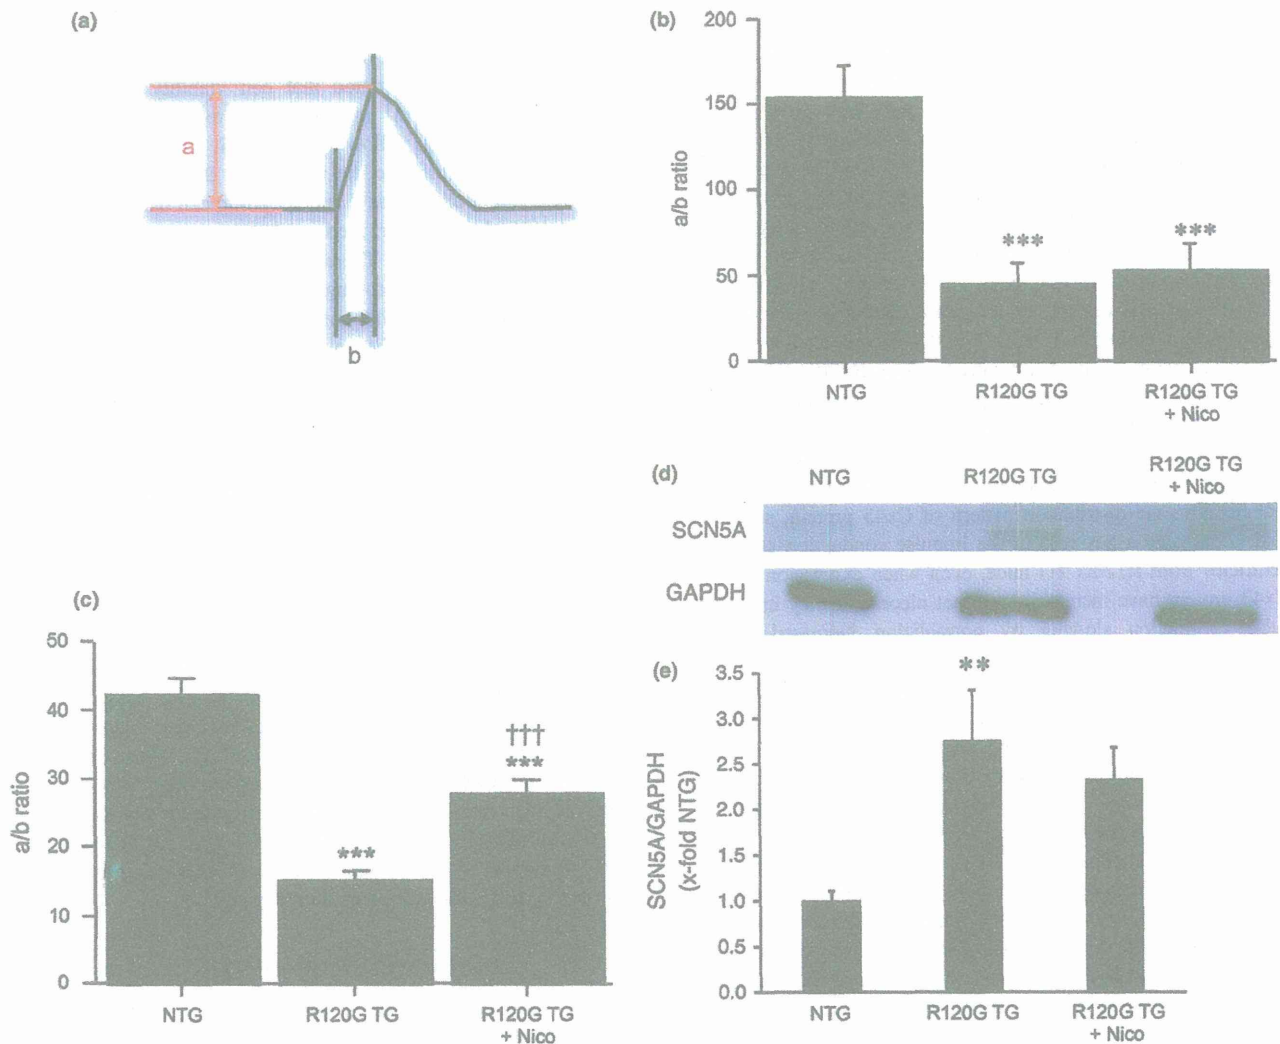 (a)
a
b
(b)
200
150
100
50
0
a/b ratio
***
***
NTG
R120G TG
R120G TG
+ Nico
(c)
50
40
30
20
10
0
a/b ratio
***
†††
***
NTG
R120G TG
R120G TG
+ Nico
(d)
NTG
R120G TG
R120G TG
+ Nico
SCN5A
GAPDH
(e)
3.5
3.0
2.5
2.0
1.5
1.0
0.5
0.0
SCN5A/GAPDH
(x-fold NTG)
**
NTG
R120G TG
R120G TG
+ Nico